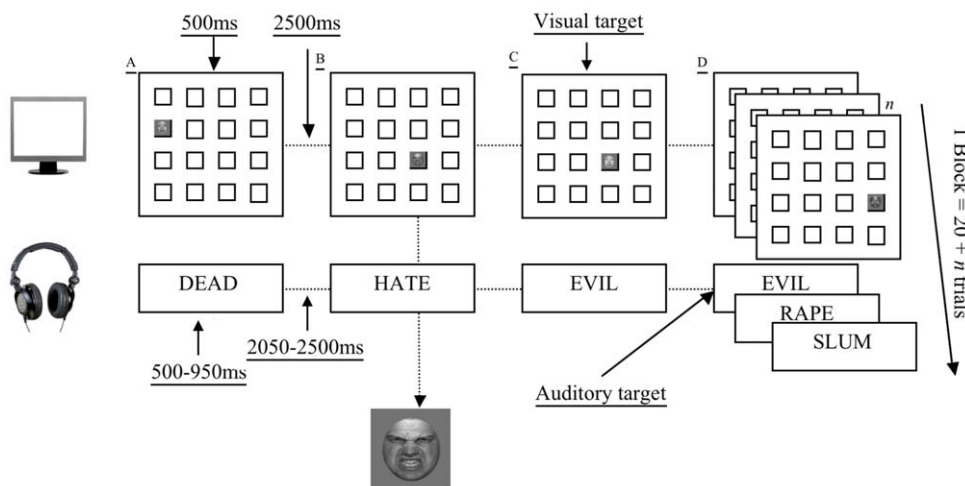 500ms
2500ms
Visual target
A
B
C
D
n
1 Block = 20 + n trials
DEAD
HATE
EVIL
EVIL
RAPE
SLUM
2050-2500ms
500-950ms
Auditory target